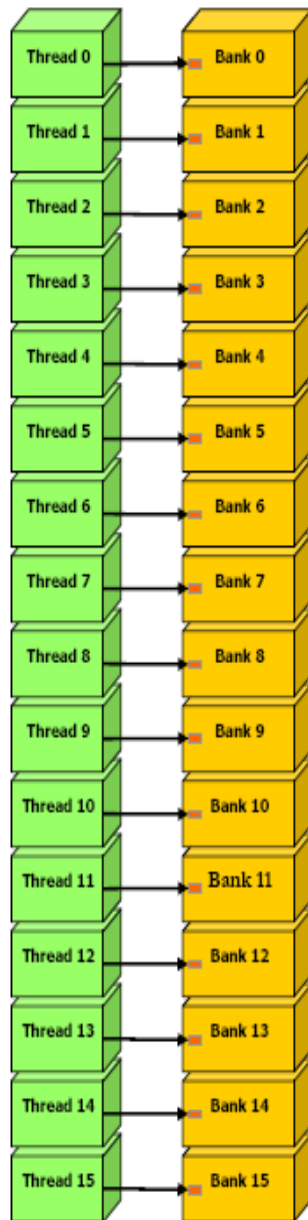 Thread 0 Bank 0
Thread 1 Bank 1
Thread 2 Bank 2
Thread 3 Bank 3
Thread 4 Bank 4
Thread 5 Bank 5
Thread 6 Bank 6
Thread 7 Bank 7
Thread 8 Bank 8
Thread 9 Bank 9
Thread 10 Bank 10
Thread 11 Bank 11
Thread 12 Bank 12
Thread 13 Bank 13
Thread 14 Bank 14
Thread 15 Bank 15